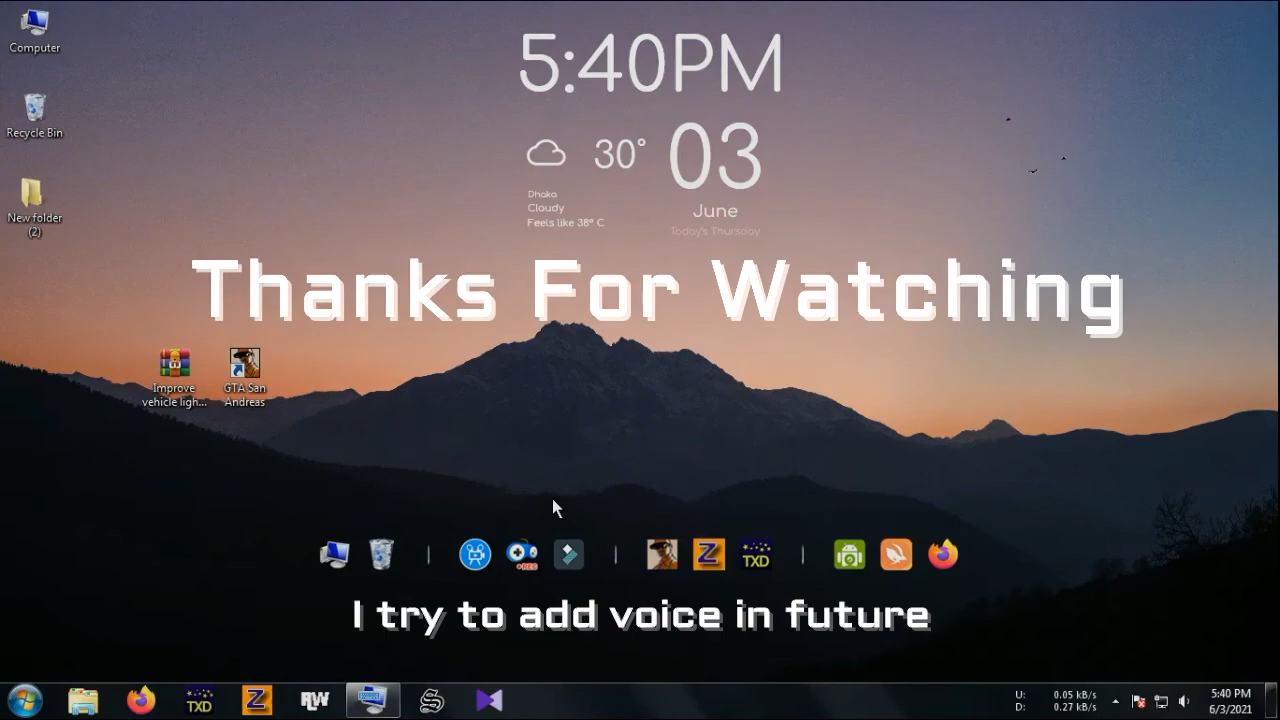 5:40PM
30°
03
Dhaka
Cloudy
Feels like 38° C
June
Today's Thursday
Computer
Recycle Bin
New folder
(2)
Thanks For Watching
Improve
vehicle ligh...
GTA San
Andreas
REC
Z
TXD
I try to add voice in future
TXD
Z
RW
S
U: 0.05 kB/s
D: 0.27 kB/s
5:40 PM
6/3/2021